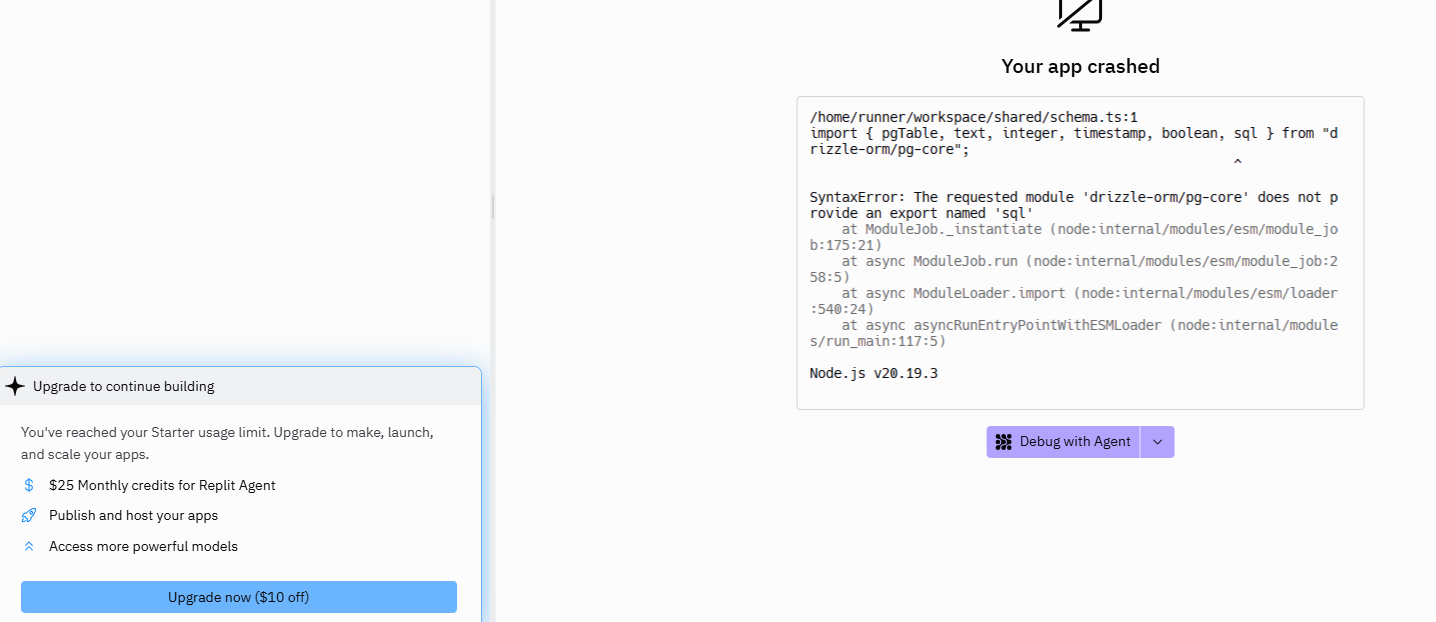 Your app crashed
/home/runner/workspace/shared/schema.ts:1
import { pgTable, text, integer, timestamp, boolean, sql } from "d
rizzle-orm/pg-core";
^
SyntaxError: The requested module 'drizzle-orm/pg-core' does not p
rovide an export named 'sql'
at ModuleJob._instantiate (node:internal/modules/esm/module_jo
b:175:21)
at async ModuleJob.run (node:internal/modules/esm/module_job:2
58:5)
at async ModuleLoader.import (node:internal/modules/esm/loader
:540:24)
at async asyncRunEntryPointWithESMLoader (node:internal/module
s/run_main:117:5)
Node.js v20.19.3
Debug with Agent
Upgrade to continue building
You've reached your Starter usage limit. Upgrade to make, launch,
and scale your apps.
$ $25 Monthly credits for Replit Agent
Publish and host your apps
Access more powerful models
Upgrade now ($10 off)